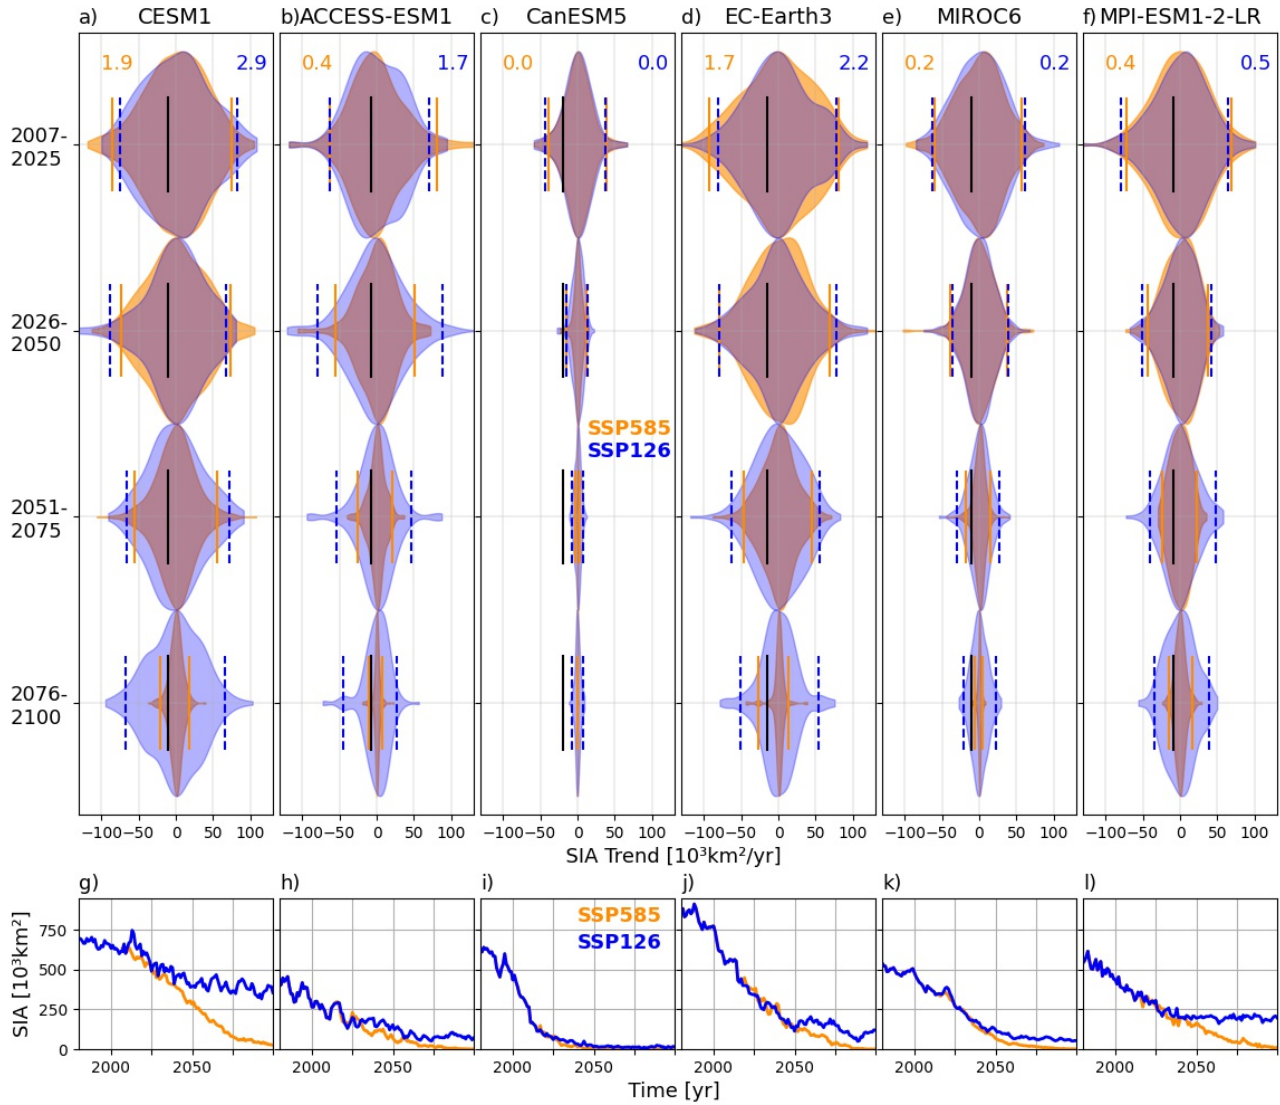 a) CESM1 b) ACCESS-ESM1 c) CanESM5 d) EC-Earth3 e) MIROC6 f) MPI-ESM1-2-LR
1.9 2.9 0.4 1.7 0.0 0.0 1.7 2.2 0.2 0.2 0.4 0.5
2007-
2025
2026-
2050
SSP585
SSP126
2051-
2075
2076-
2100
−100 −50 0 50 100 −100 −50 0 50 100 −100 −50 0 50 100 −100 −50 0 50 100 −100 −50 0 50 100 −100 −50 0 50 100
SIA Trend [10³km²/yr]
g) h) i) j) k) l)
SIA [10³km²]
750
500
250
0
SSP585
SSP126
2000 2050 2000 2050 2000 2050 2000 2050 2000 2050 2000 2050
Time [yr]